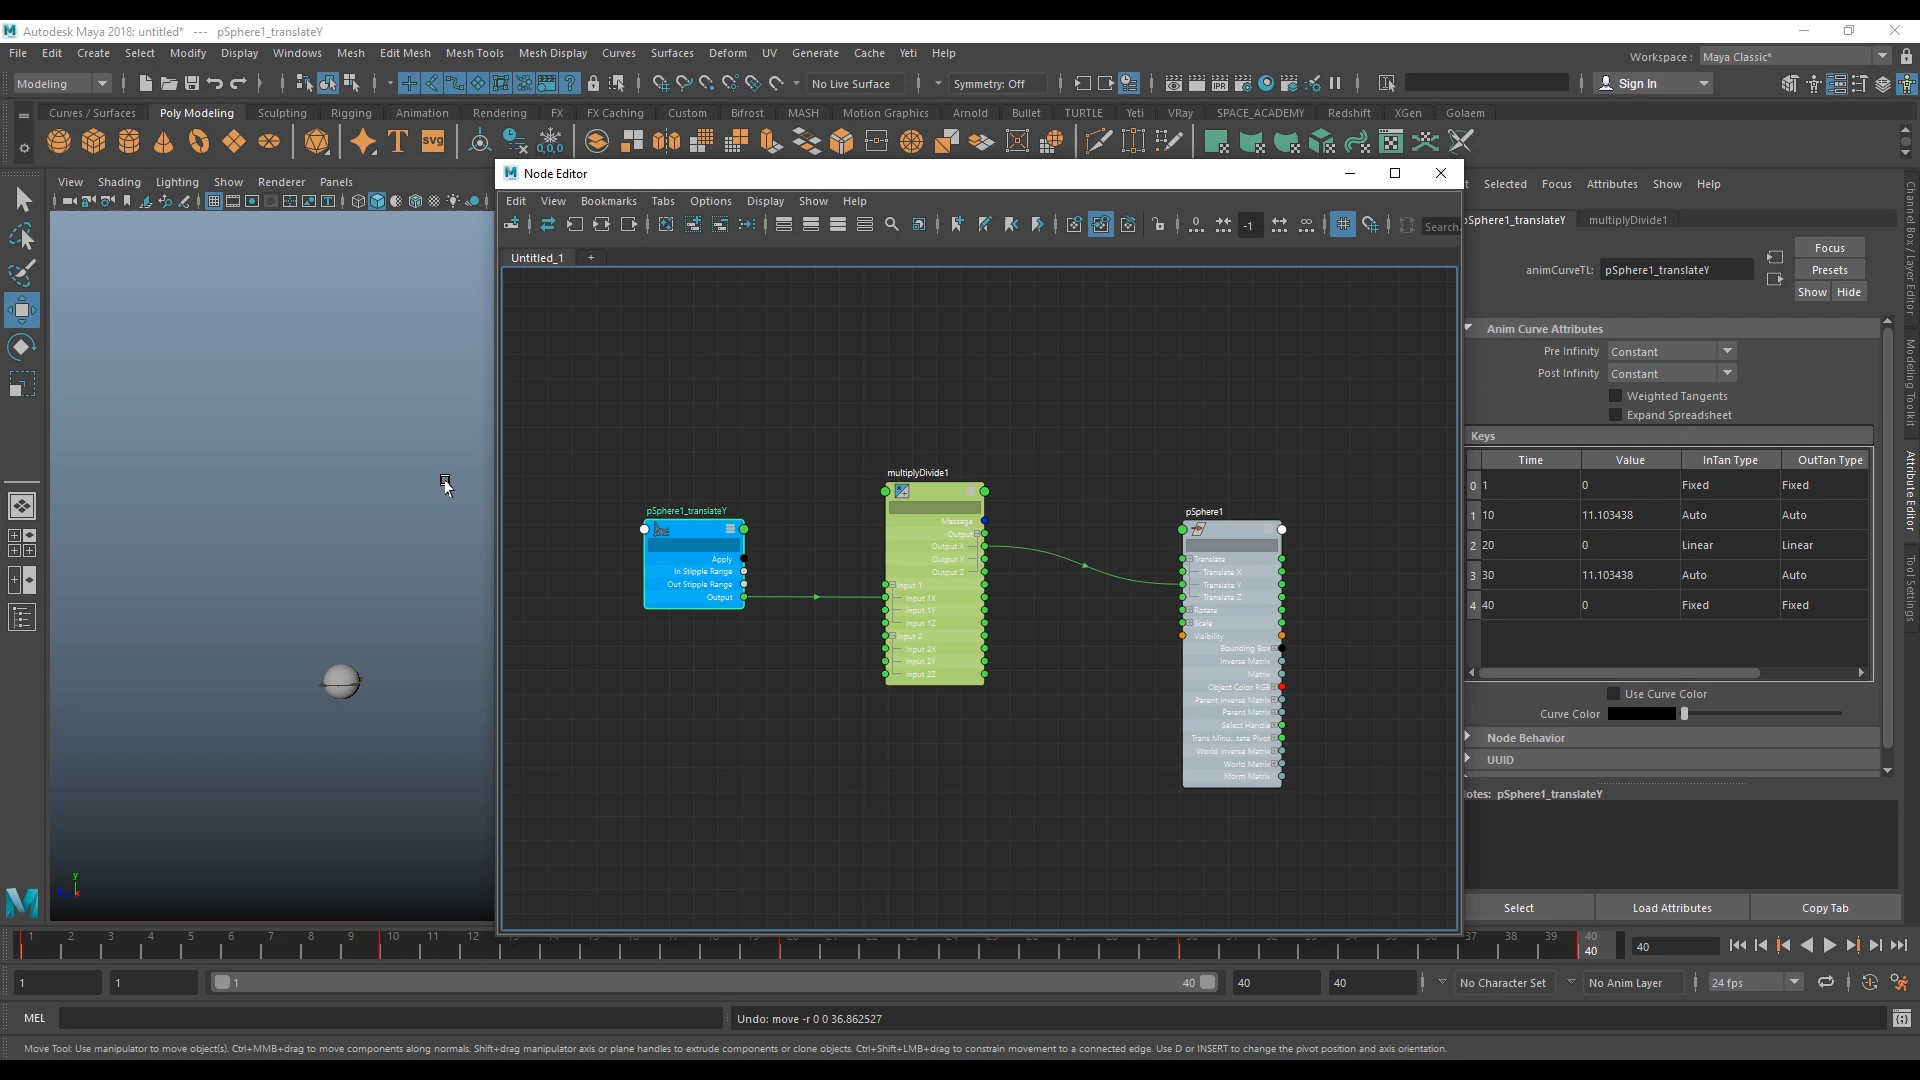 Autodesk Maya 2018: untitled* --- pSphere1_translateY
File Edit Create Select Modify Display Windows Mesh Edit Mesh Mesh Tools Mesh Display Curves Surfaces Deform UV Generate Cache Yeti Help
Workspace : Maya Classic*
Modeling No Live Surface Symmetry: Off Sign In
Curves / Surfaces Poly Modeling Sculpting Rigging Animation Rendering FX FX Caching Custom Bifrost MASH Motion Graphics Arnold Bullet TURTLE Yeti VRay SPACE_ACADEMY Redshift XGen Golaem
View Shading Lighting Show Renderer Panels
Node Editor
Edit View Bookmarks Tabs Options Display Show Help
-1 Search.
Untitled_1 +
multiplyDivide1
Message
Output
Output X
Output Y
Output Z
Input 1
Input 1X
Input 1Y
Input 1Z
Input 2
Input 2X
Input 2Y
Input 2Z
pSphere1_translateY
Apply
In Stipple Range
Out Stipple Range
Output
pSphere1
Translate
Translate X
Translate Y
Translate Z
Rotate
Scale
Visibility
Bounding Box
Inverse Matrix
Matrix
Object Color RGB
Parent Inverse Matrix
Parent Matrix
Select Handle
Trans Minu...tate Pivot
World Inverse Matrix
World Matrix
Xform Matrix
Selected Focus Attributes Show Help
pSphere1_translateY multiplyDivide1
animCurveTL: pSphere1_translateY
Focus
Presets
Show Hide
Anim Curve Attributes
Pre Infinity Constant
Post Infinity Constant
Weighted Tangents
Expand Spreadsheet
Keys
Time Value InTan Type OutTan Type
0 1 0 Fixed Fixed
1 10 11.103438 Auto Auto
2 20 0 Linear Linear
3 30 11.103438 Auto Auto
4 40 0 Fixed Fixed
Use Curve Color
Curve Color
Node Behavior
UUID
otes: pSphere1_translateY
Select Load Attributes Copy Tab
Channel Box / Layer Editor
Modeling Toolkit
Attribute Editor
Tool Settings
1 2 3 4 5 6 7 8 9 10 11 12 37 38 39 40
40 40
1 1 1 40 40 40 No Character Set No Anim Layer 24 fps
MEL Undo: move -r 0 0 36.862527
Move Tool: Use manipulator to move object(s). Ctrl+MMB+drag to move components along normals. Shift+drag manipulator axis or plane handles to extrude components or clone objects. Ctrl+Shift+LMB+drag to constrain movement to a connected edge. Use D or INSERT to change the pivot position and axis orientation.